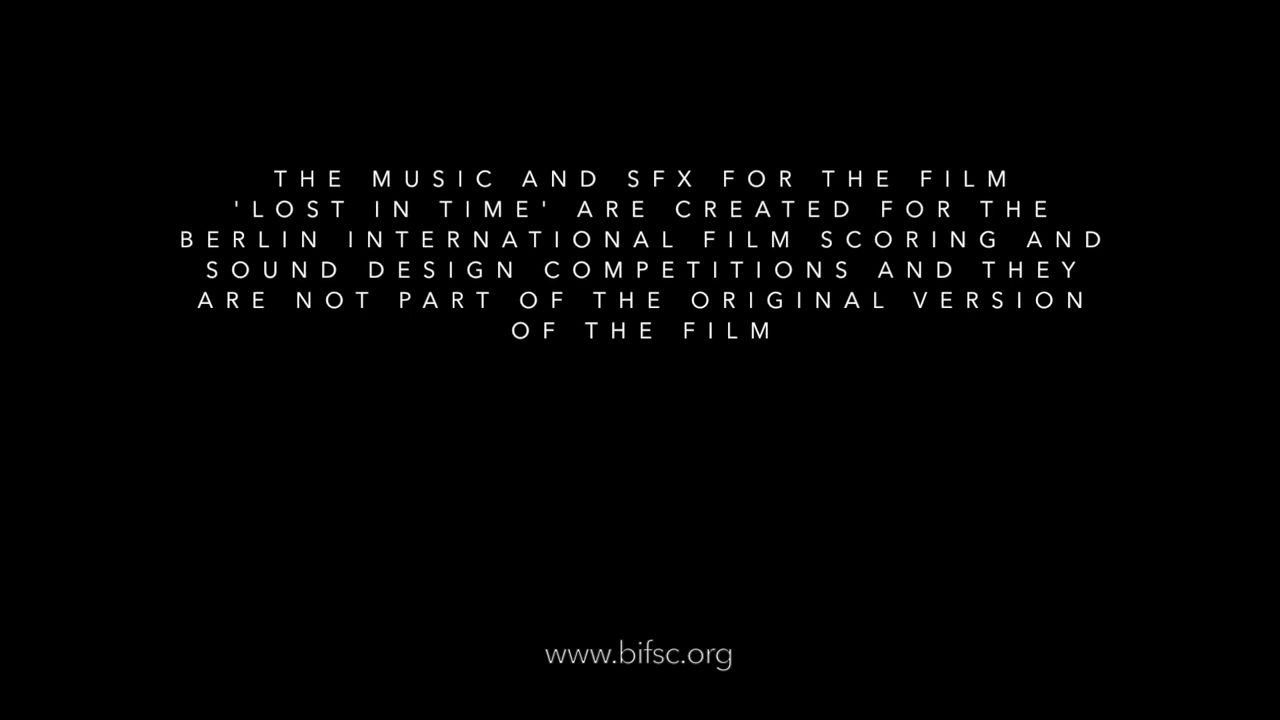 THE MUSIC AND SFX FOR THE FILM
'LOST IN TIME' ARE CREATED FOR THE
BERLIN INTERNATIONAL FILM SCORING AND
SOUND DESIGN COMPETITIONS AND THEY
ARE NOT PART OF THE ORIGINAL VERSION
OF THE FILM
www.bifsc.org